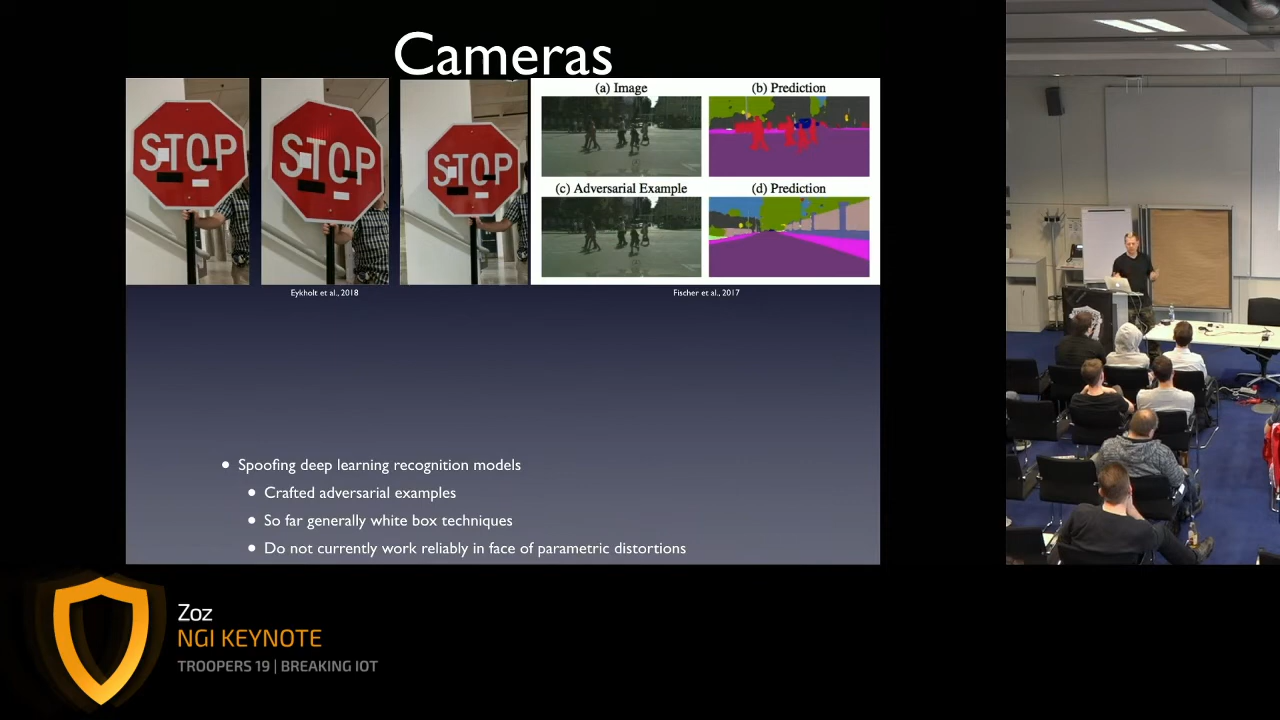 Cameras
STOP
STOP
STOP
(a) Image
(b) Prediction
(c) Adversarial Example
(d) Prediction
Eykholt et al., 2018
Fischer et al., 2017
• Spoofing deep learning recognition models
• Crafted adversarial examples
• So far generally white box techniques
• Do not currently work reliably in face of parametric distortions
Zoz
NGI KEYNOTE
TROOPERS 19 | BREAKING IOT